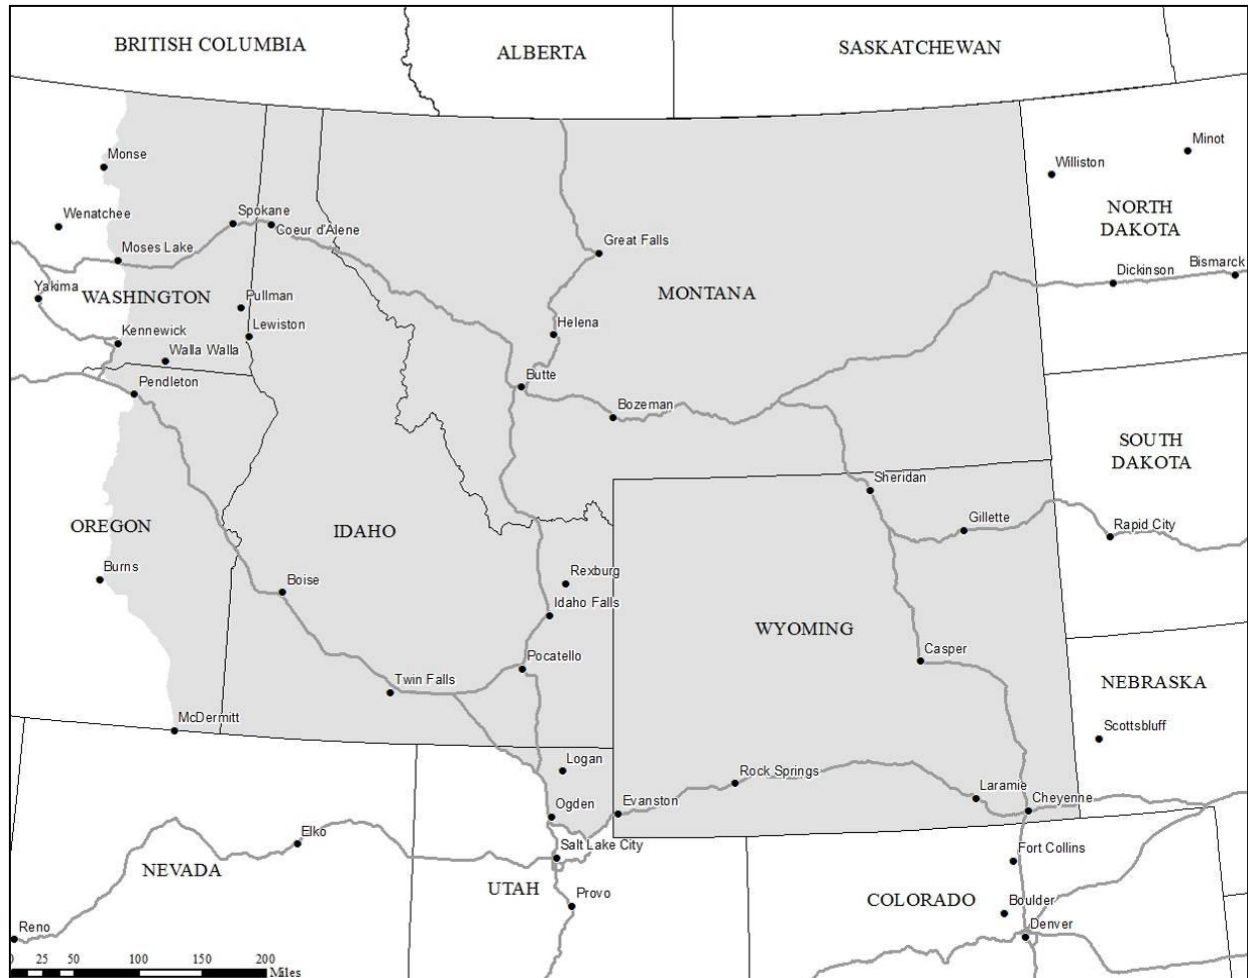 BRITISH COLUMBIA
ALBERTA
SASKATCHEWAN
Monse
Minot
Williston
Wenatchee
Spokane
Coeur d'Alene
NORTH
DAKOTA
Great Falls
Moses Lake
Dickinson
Bismarck
Yakima
WASHINGTON
Pullman
MONTANA
Kennewick
Lewiston
Helena
Walla Walla
Pendleton
Butte
Bozeman
SOUTH
DAKOTA
Sheridan
OREGON
IDAHO
Gillette
Rapid City
Burns
Boise
Rexburg
Idaho Falls
WYOMING
Casper
Pocatello
Twin Falls
NEBRASKA
McDermitt
Scottsbluff
Logan
Rock Springs
Ogden
Evanston
Laramie
Cheyenne
Elko
Salt Lake City
Fort Collins
NEVADA
UTAH
Provo
COLORADO
Boulder
Reno
Denver
0 25 50 100 150 200
Miles